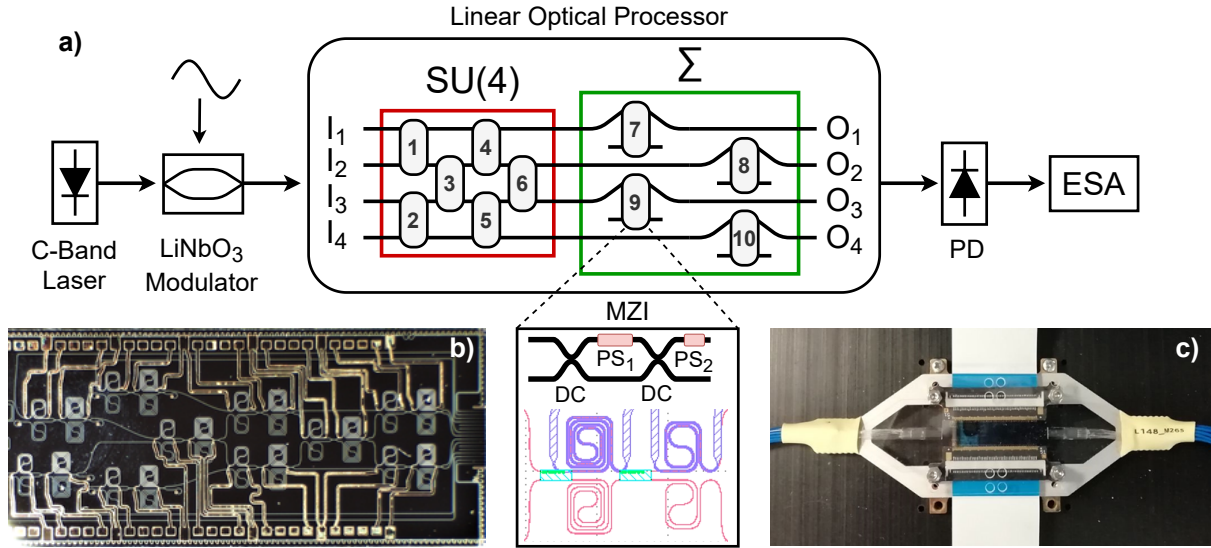 Linear Optical Processor
a)
SU(4)
Σ
I1
I2
I3
I4
1
2
3
4
5
6
7
8
9
10
O1
O2
O3
O4
C-Band
Laser
LiNbO3
Modulator
PD
ESA
MZI
PS1
PS2
DC
DC
b)
c)
L148_M265